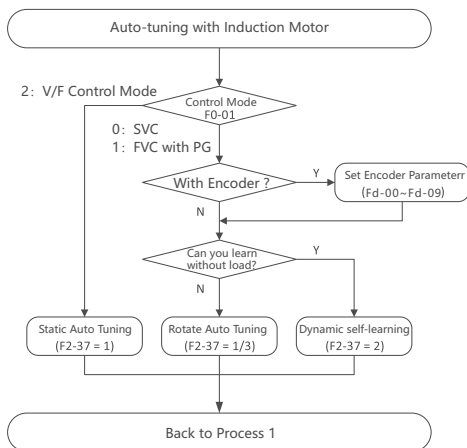 Auto-tuning with Induction Motor
2: V/F Control Mode
Control Mode
F0-01
0: SVC
1: FVC with PG
With Encoder ?
Y
Set Encoder Parameterr
(Fd-00~Fd-09)
N
Can you learn
without load?
Y
N
Static Auto Tuning
(F2-37 = 1)
Rotate Auto Tuning
(F2-37 = 1/3)
Dynamic self-learning
(F2-37 = 2)
Back to Process 1